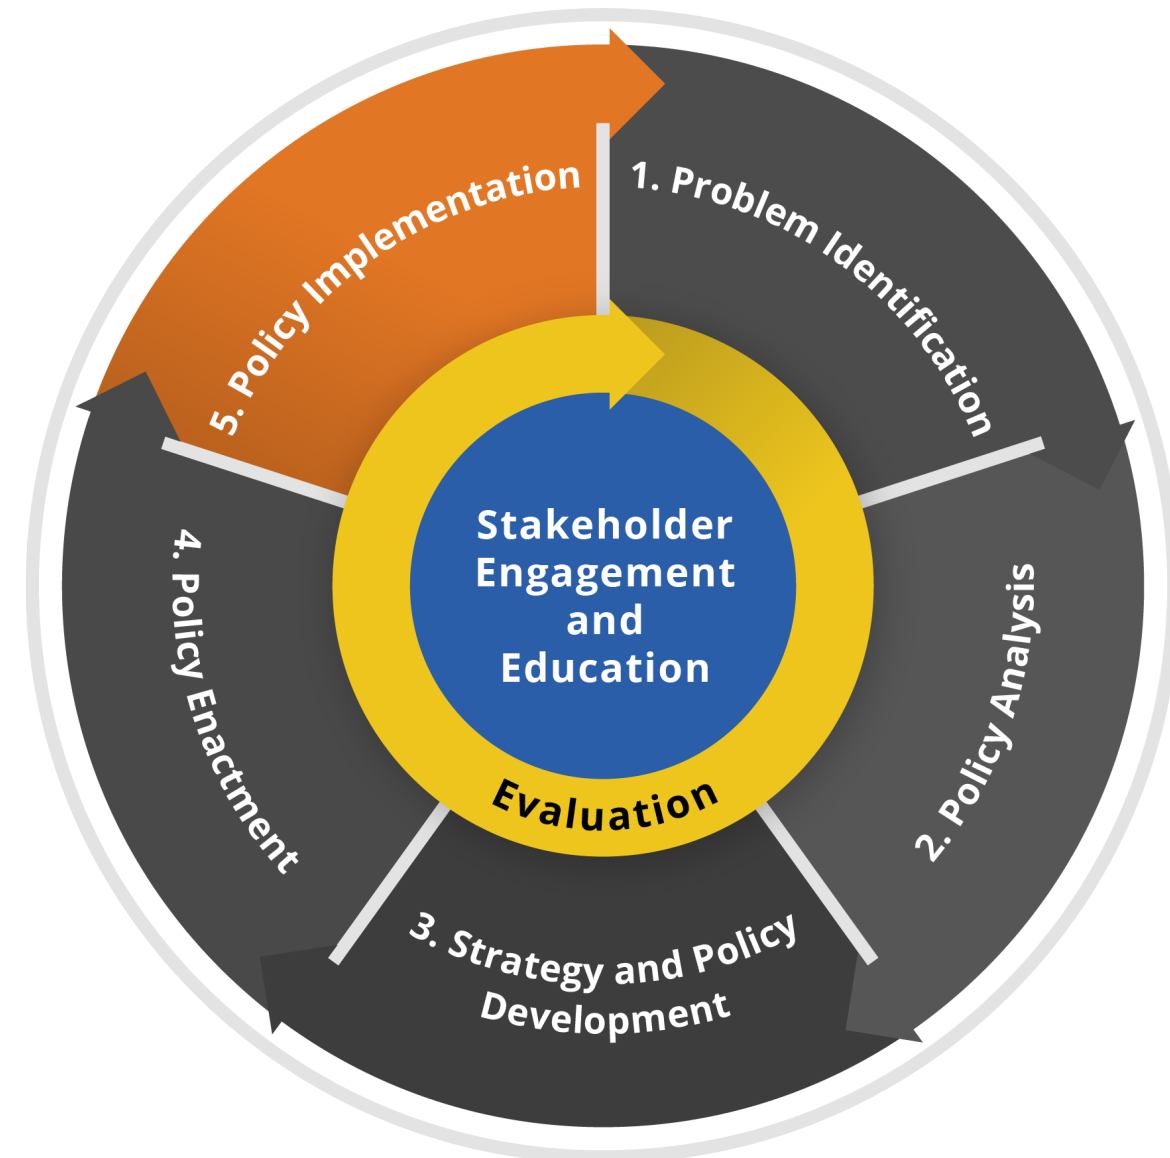 1. Problem Identification
2. Policy Analysis
3. Strategy and Policy
Development
4. Policy Enactment
5. Policy Implementation
Stakeholder
Engagement
and
Education
Evaluation